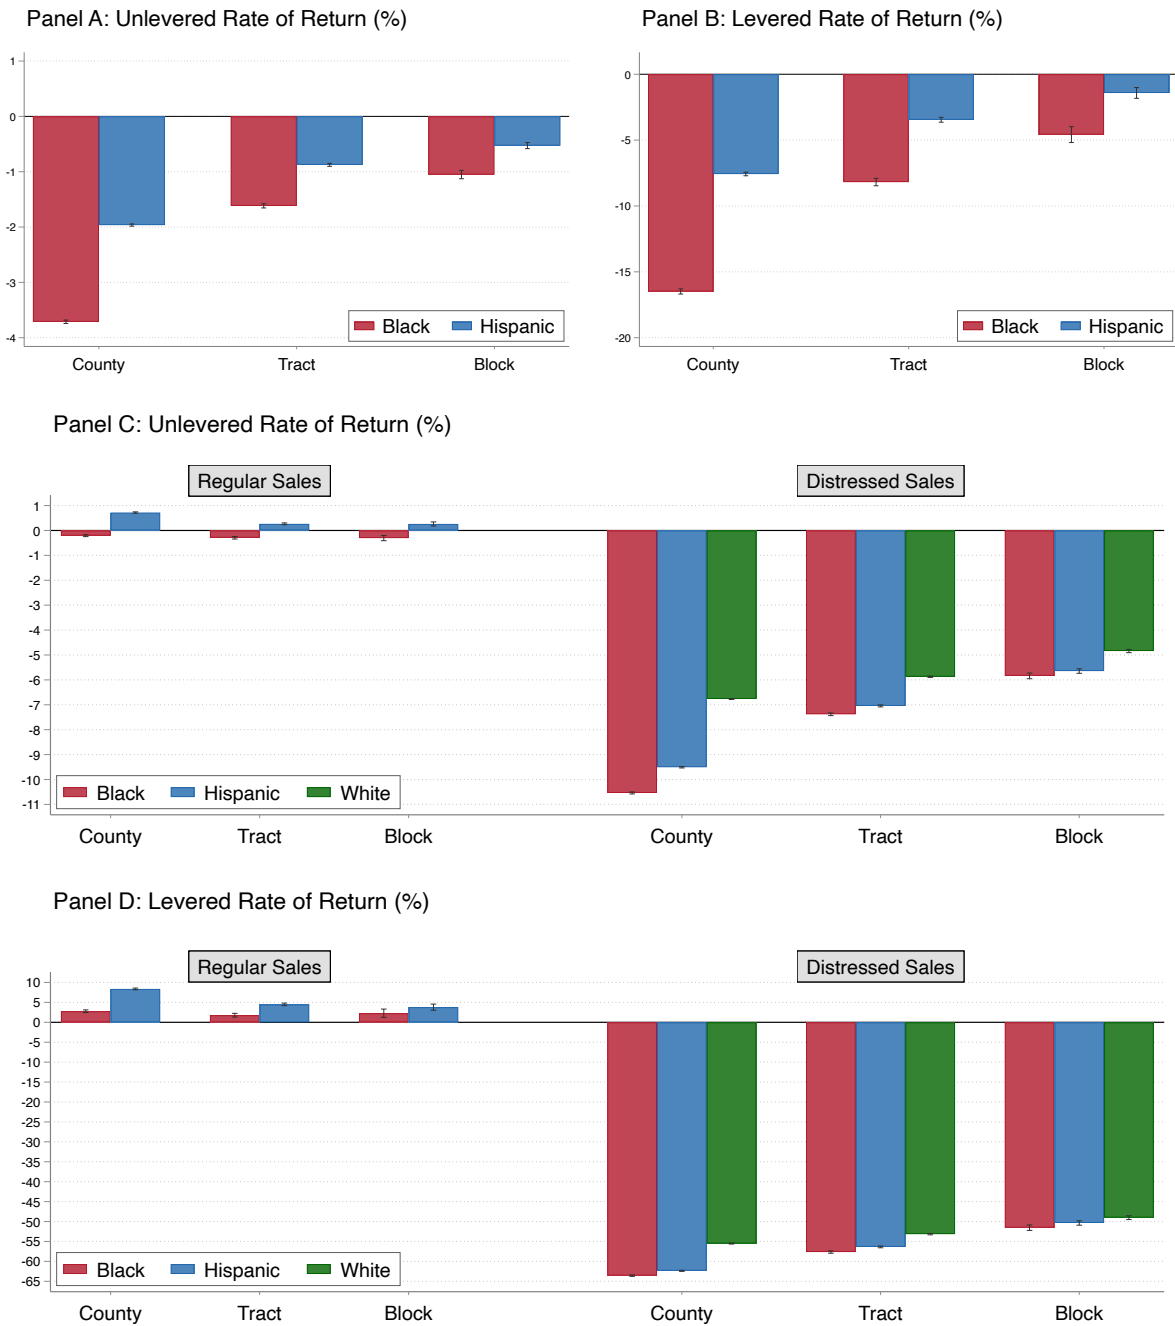 Panel A: Unlevered Rate of Return (%)
1
0
-1
-2
-3
-4
Black
Hispanic
County
Tract
Block
Panel B: Levered Rate of Return (%)
0
-5
-10
-15
-20
Black
Hispanic
County
Tract
Block
Panel C: Unlevered Rate of Return (%)
Regular Sales
Distressed Sales
1
0
-1
-2
-3
-4
-5
-6
-7
-8
-9
-10
-11
Black
Hispanic
White
County
Tract
Block
County
Tract
Block
Panel D: Levered Rate of Return (%)
Regular Sales
Distressed Sales
10
5
0
-5
-10
-15
-20
-25
-30
-35
-40
-45
-50
-55
-60
-65
Black
Hispanic
White
County
Tract
Block
County
Tract
Block